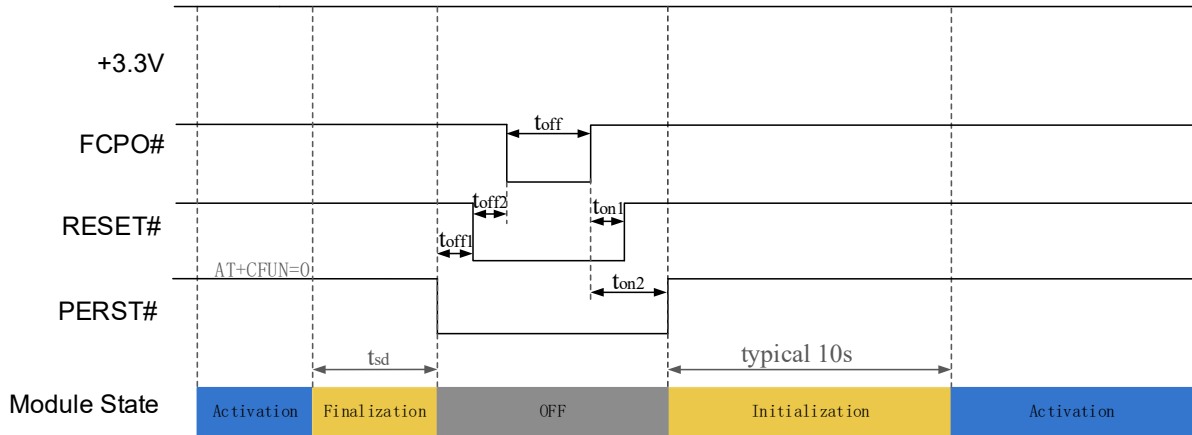 +3.3V
FCPO#
toff
RESET#
toff2
ton1
toff1
AT+CFUN=0
PERST#
ton2
tsd
typical 10s
Module State
Activation
Finalization
OFF
Initialization
Activation